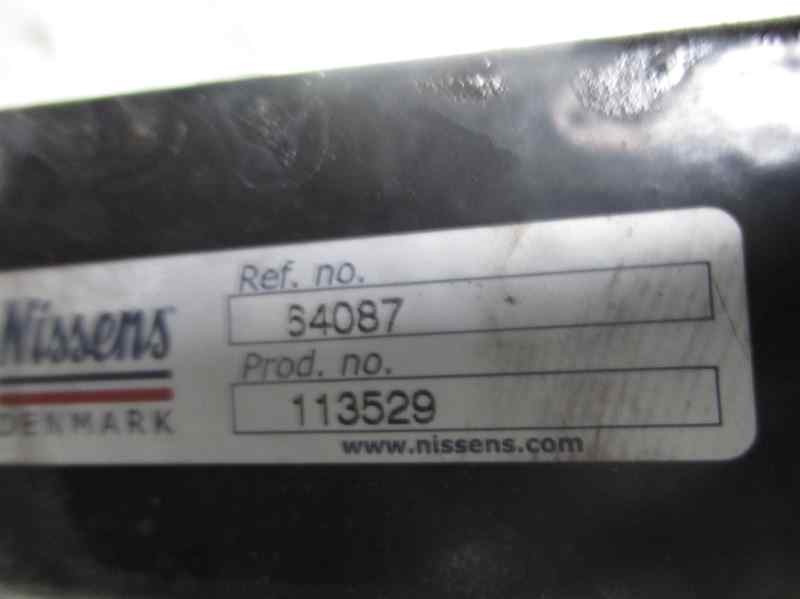 Nissens
DENMARK
Ref. no.
64087
Prod. no.
113529
www.nissens.com